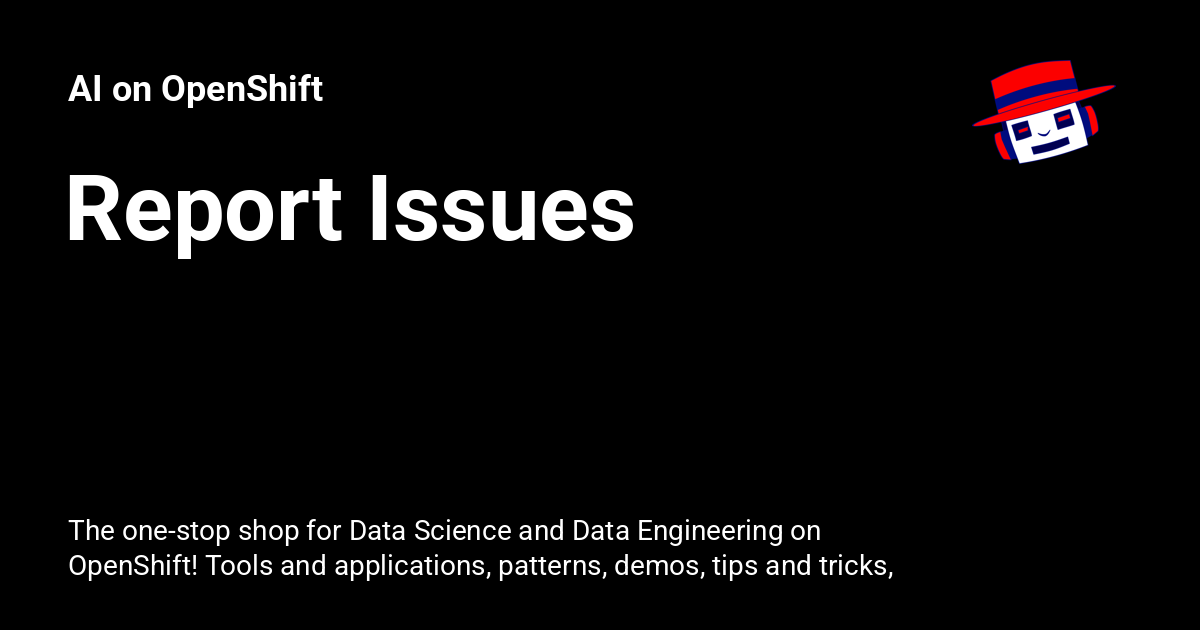 AI on OpenShift
Report Issues
The one-stop shop for Data Science and Data Engineering on
OpenShift! Tools and applications, patterns, demos, tips and tricks,